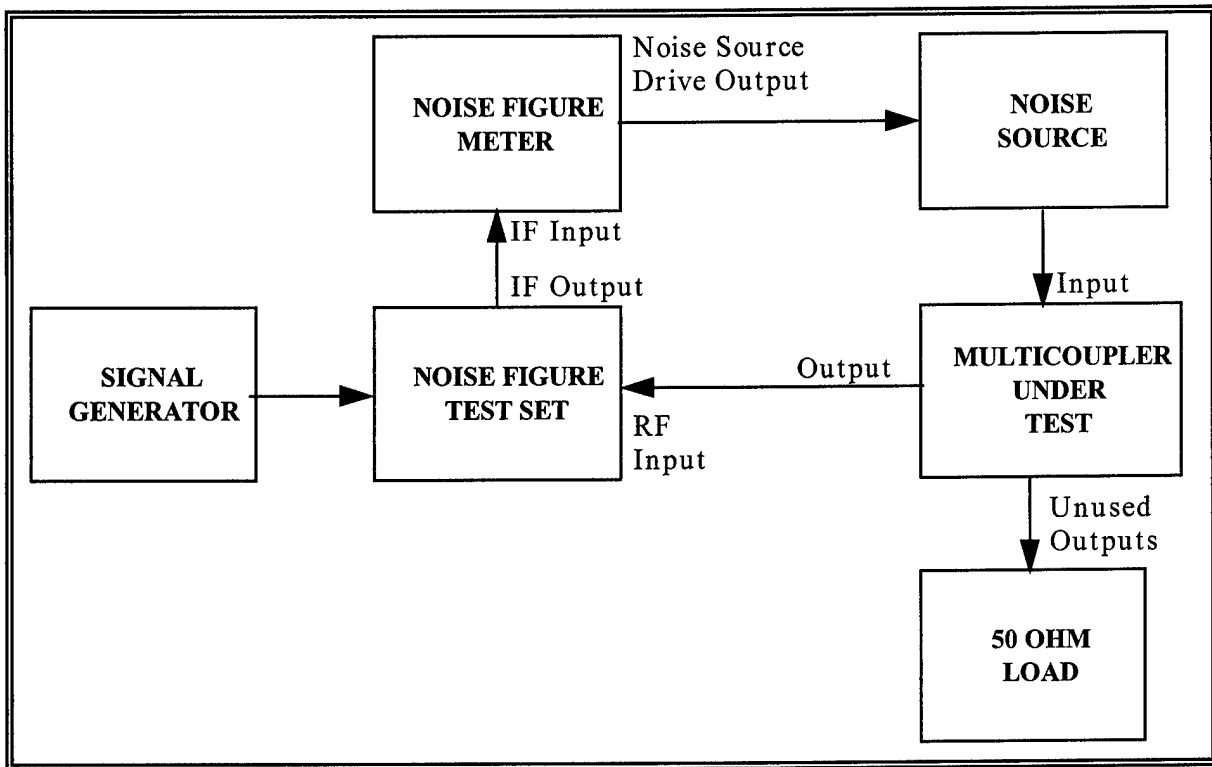 NOISE FIGURE
METER
Noise Source
Drive Output
NOISE
SOURCE
IF Input
IF Output
Input
SIGNAL
GENERATOR
NOISE FIGURE
TEST SET
RF
Input
Output
MULTICOUPLER
UNDER
TEST
Unused
Outputs
50 OHM
LOAD